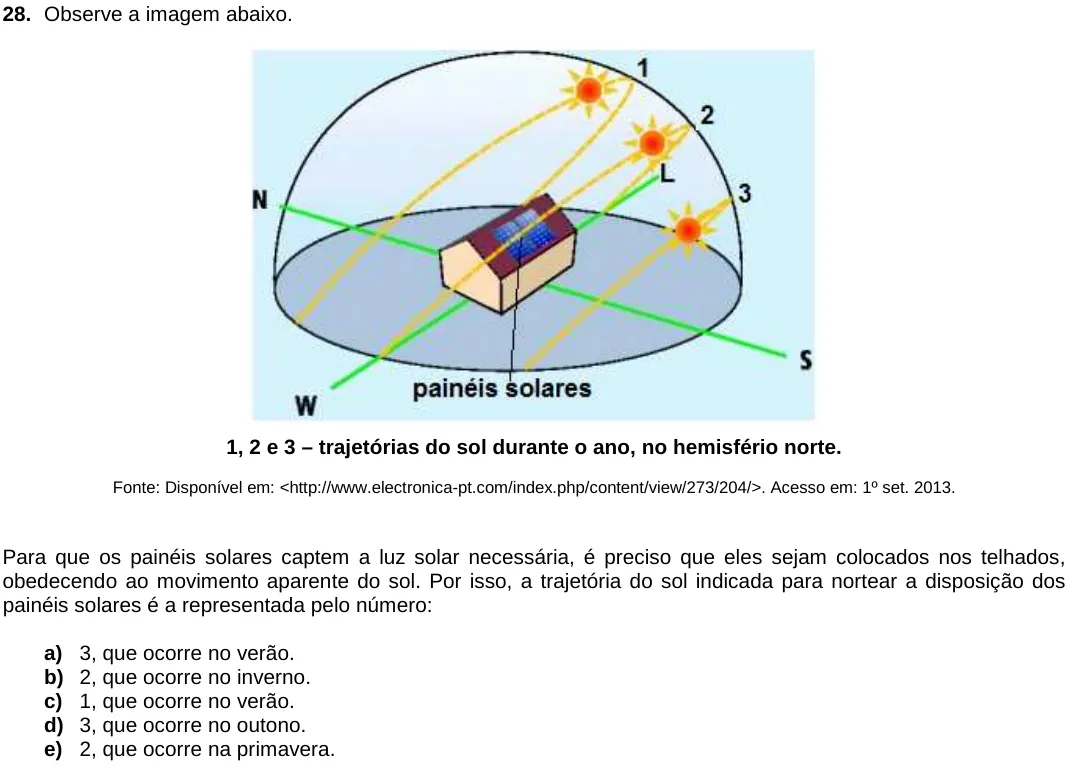 28. Observe a imagem abaixo.
1
2
L
3
N
S
painéis solares
W
1, 2 e 3 – trajetórias do sol durante o ano, no hemisfério norte.
Fonte: Disponível em: <http://www.electronica-pt.com/index.php/content/view/273/204/>. Acesso em: 1º set. 2013.
Para que os painéis solares captem a luz solar necessária, é preciso que eles sejam colocados nos telhados,
obedecendo ao movimento aparente do sol. Por isso, a trajetória do sol indicada para nortear a disposição dos
painéis solares é a representada pelo número:
a) 3, que ocorre no verão.
b) 2, que ocorre no inverno.
c) 1, que ocorre no verão.
d) 3, que ocorre no outono.
e) 2, que ocorre na primavera.